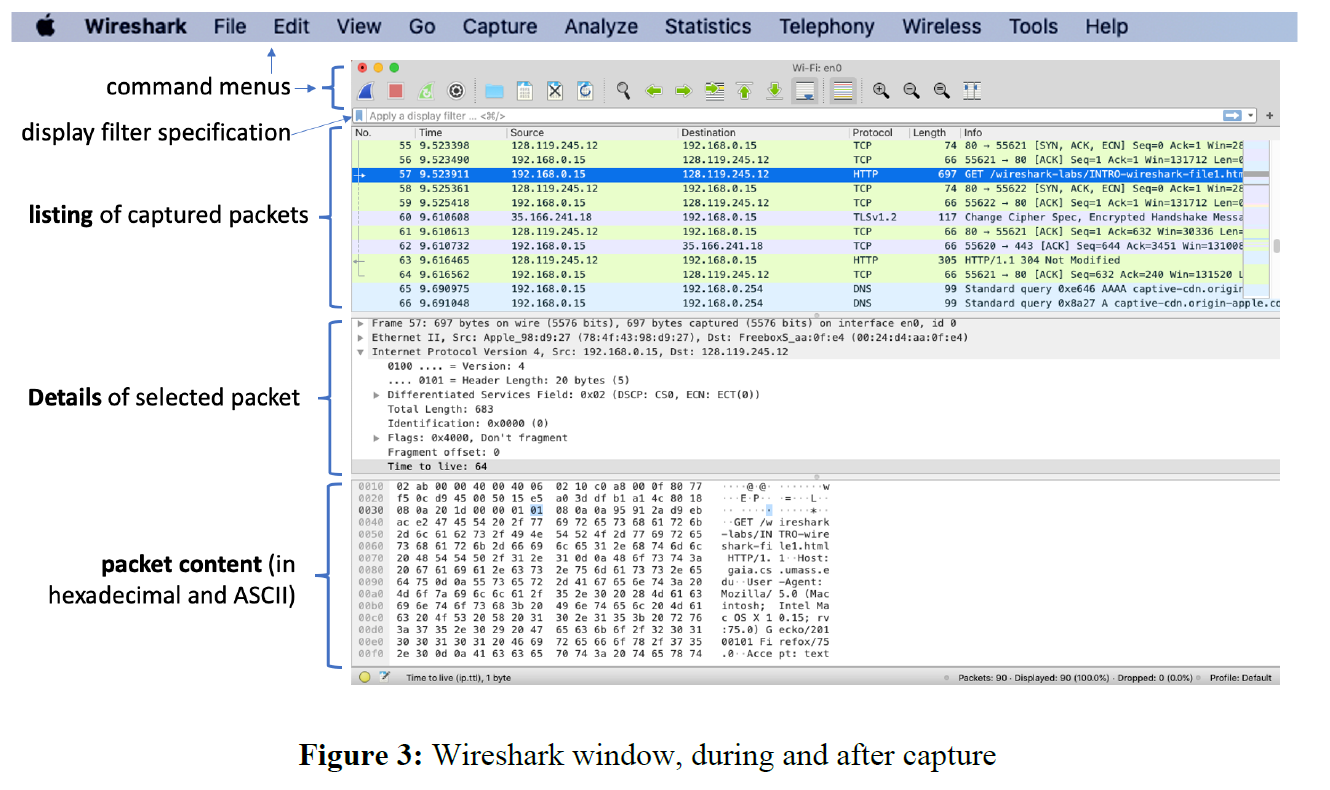 Wireshark File Edit View Go Capture Analyze Statistics Telephony Wireless Tools Help
command menus
Wi-Fi: en0
display filter specification
Apply a display filter ... <⌘/>
No. Time Source Destination Protocol Length Info
55 9.523398 128.119.245.12 192.168.0.15 TCP 74 80 → 55621 [SYN, ACK, ECN] Seq=0 Ack=1 Win=28
56 9.523490 192.168.0.15 128.119.245.12 TCP 66 55621 → 80 [ACK] Seq=1 Ack=1 Win=131712 Len=0
57 9.523911 192.168.0.15 128.119.245.12 HTTP 697 GET /wireshark-labs/INTRO-wireshark-file1.htm
58 9.525361 128.119.245.12 192.168.0.15 TCP 74 80 → 55622 [SYN, ACK, ECN] Seq=0 Ack=1 Win=28
59 9.525418 192.168.0.15 128.119.245.12 TCP 66 55622 → 80 [ACK] Seq=1 Ack=1 Win=131712 Len=0
60 9.610608 35.166.241.18 192.168.0.15 TLSv1.2 117 Change Cipher Spec, Encrypted Handshake Messa
61 9.610613 128.119.245.12 192.168.0.15 TCP 66 80 → 55621 [ACK] Seq=1 Ack=632 Win=30336 Len=
62 9.610732 192.168.0.15 35.166.241.18 TCP 66 55620 → 443 [ACK] Seq=644 Ack=3451 Win=131008
63 9.616465 128.119.245.12 192.168.0.15 HTTP 305 HTTP/1.1 304 Not Modified
64 9.616562 192.168.0.15 128.119.245.12 TCP 66 55621 → 80 [ACK] Seq=632 Ack=240 Win=131520 L
65 9.690975 192.168.0.15 192.168.0.254 DNS 99 Standard query 0xe646 AAAA captive-cdn.origin
66 9.691048 192.168.0.15 192.168.0.254 DNS 99 Standard query 0x8a27 A captive-cdn.origin-apple.co
listing of captured packets
Frame 57: 697 bytes on wire (5576 bits), 697 bytes captured (5576 bits) on interface en0, id 0
Ethernet II, Src: Apple_98:d9:27 (78:4f:43:98:d9:27), Dst: FreeboxS_aa:0f:e4 (00:24:d4:aa:0f:e4)
Internet Protocol Version 4, Src: 192.168.0.15, Dst: 128.119.245.12
0100 .... = Version: 4
.... 0101 = Header Length: 20 bytes (5)
Differentiated Services Field: 0x02 (DSCP: CS0, ECN: ECT(0))
Total Length: 683
Identification: 0x0000 (0)
Flags: 0x4000, Don't fragment
Fragment offset: 0
Time to live: 64
Details of selected packet
0010 02 ab 00 00 40 00 40 06 02 10 c0 a8 00 0f 80 77 ····@·@· ·······w
0020 f5 0c d9 45 00 50 15 e5 a0 3d df b1 a1 4c 80 18 ···E·P·· ·=···L··
0030 08 0a 20 1d 00 00 01 01 08 0a 0a 95 91 2a d9 eb ·· ····· ·····*··
0040 ac e2 47 45 54 20 2f 77 69 72 65 73 68 61 72 6b ··GET /w ireshark
0050 2d 6c 61 62 73 2f 49 4e 54 52 4f 2d 77 69 72 65 -labs/IN TRO-wire
0060 73 68 61 72 6b 2d 66 69 6c 65 31 2e 68 74 6d 6c shark-fi le1.html
0070 20 48 54 54 50 2f 31 2e 31 0d 0a 48 6f 73 74 3a HTTP/1. 1··Host:
0080 20 67 61 69 61 2e 63 73 2e 75 6d 61 73 73 2e 65 gaia.cs .umass.e
0090 64 75 0d 0a 55 73 65 72 2d 41 67 65 6e 74 3a 20 du··User -Agent:
00a0 4d 6f 7a 69 6c 6c 61 2f 35 2e 30 20 28 4d 61 63 Mozilla/ 5.0 (Mac
00b0 69 6e 74 6f 73 68 3b 20 49 6e 74 65 6c 20 4d 61 intosh; Intel Ma
00c0 63 20 4f 53 20 58 20 31 30 2e 31 35 3b 20 72 76 c OS X 1 0.15; rv
00d0 3a 37 35 2e 30 29 20 47 65 63 6b 6f 2f 32 30 31 :75.0) G ecko/201
00e0 30 30 31 30 31 20 46 69 72 65 66 6f 78 2f 37 35 00101 Fi refox/75
00f0 2e 30 0d 0a 41 63 63 65 70 74 3a 20 74 65 78 74 .0··Acce pt: text
packet content (in
hexadecimal and ASCII)
Time to live (ip.ttl), 1 byte Packets: 90 · Displayed: 90 (100.0%) · Dropped: 0 (0.0%) Profile: Default
Figure 3: Wireshark window, during and after capture